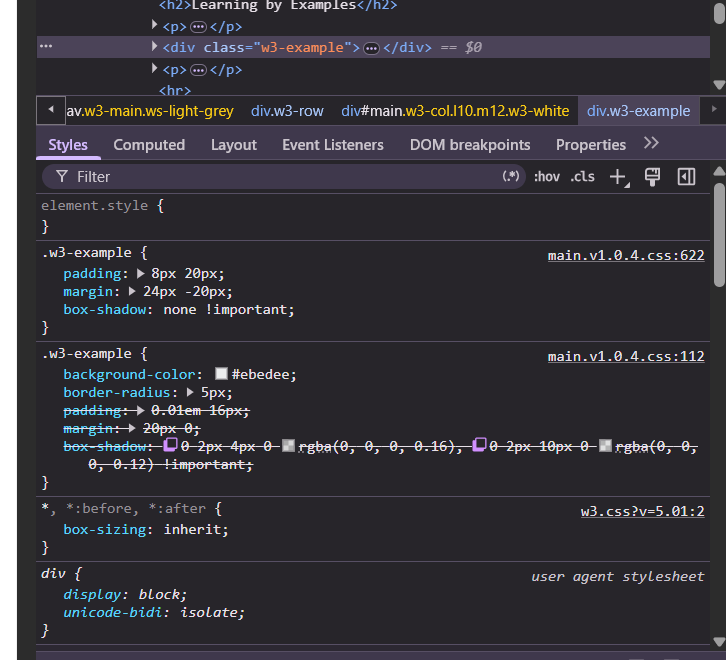 <h2>Learning by Examples</h2>
<p>…</p>
… <div class="w3-example">…</div> == $0
<p>…</p>
<hr>
av.w3-main.ws-light-grey div.w3-row div#main.w3-col.l10.m12.w3-white div.w3-example
Styles Computed Layout Event Listeners DOM breakpoints Properties
Filter (.*) :hov .cls
element.style {
}
.w3-example { main.v1.0.4.css:622
padding: 8px 20px;
margin: 24px -20px;
box-shadow: none !important;
}
.w3-example { main.v1.0.4.css:112
background-color: #ebedee;
border-radius: 5px;
padding: 0.01em 16px;
margin: 20px 0;
box-shadow: 0 2px 4px 0 rgba(0, 0, 0, 0.16), 0 2px 10px 0 rgba(0, 0,
0, 0.12) !important;
}
*, *:before, *:after { w3.css?v=5.01:2
box-sizing: inherit;
}
div { user agent stylesheet
display: block;
unicode-bidi: isolate;
}